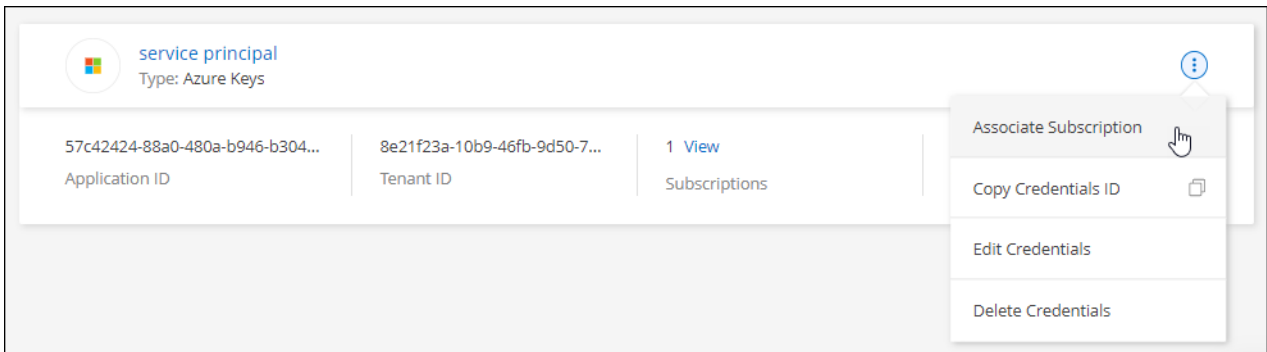 service principal
Type: Azure Keys
57c42424-88a0-480a-b946-b304...
Application ID
8e21f23a-10b9-46fb-9d50-7...
Tenant ID
1 View
Subscriptions
Associate Subscription
Copy Credentials ID
Edit Credentials
Delete Credentials